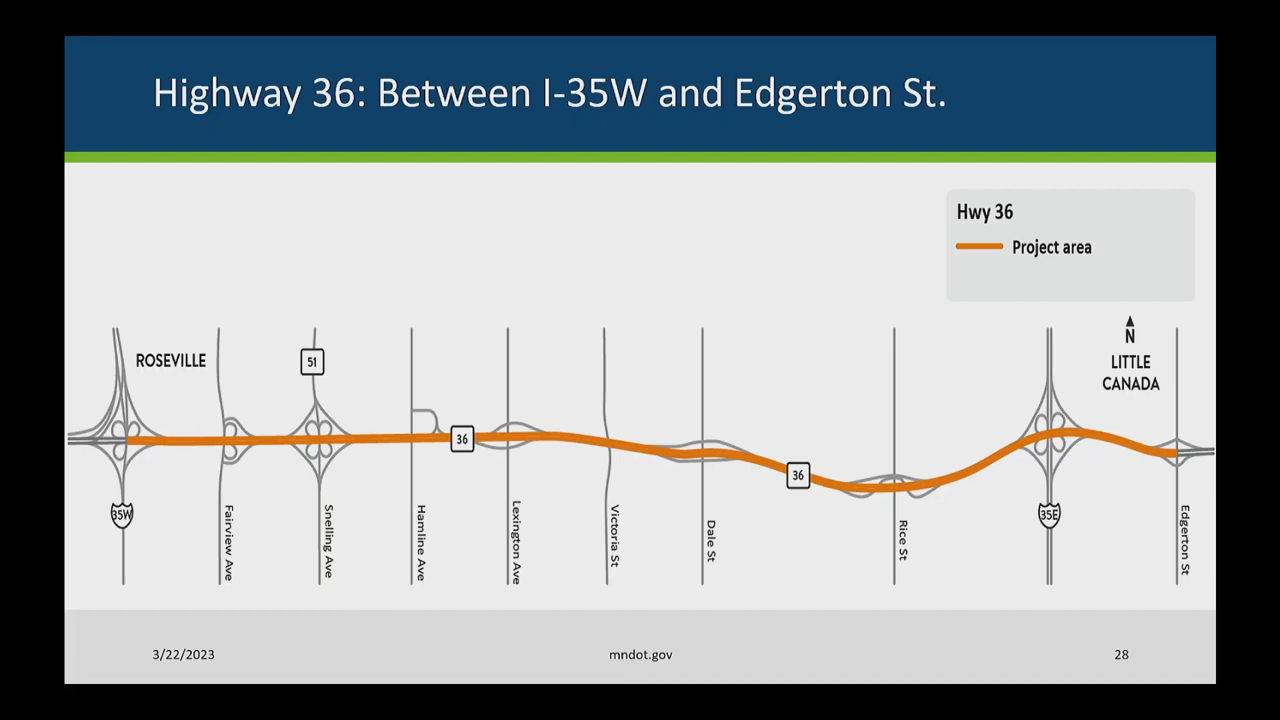 Highway 36: Between I-35W and Edgerton St.
Hwy 36
Project area
N
ROSEVILLE
51
LITTLE
CANADA
36
36
35W
35E
Fairview Ave
Snelling Ave
Hamline Ave
Lexington Ave
Victoria St
Dale St
Rice St
Edgerton St
3/22/2023
mndot.gov
28